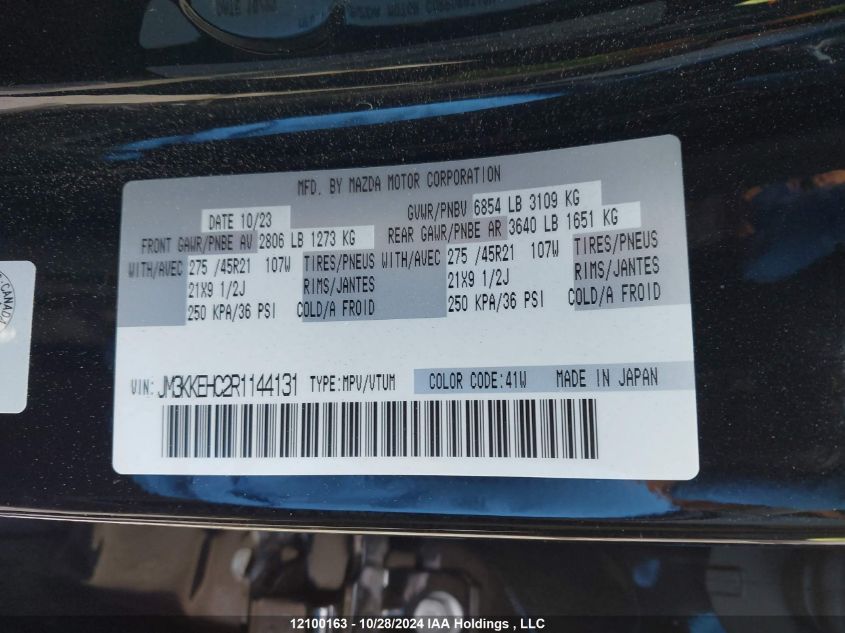 MFD. BY MAZDA MOTOR CORPORATION
DATE 10/23
GVWR/PNBV 6854 LB 3109 KG
FRONT GAWR/PNBE AV 2806 LB 1273 KG
REAR GAWR/PNBE AR 3640 LB 1651 KG
WITH/AVEC 275 /45R21 107W TIRES/PNEUS WITH/AVEC 275 /45R21 107W TIRES/PNEUS
21X9 1/2J RIMS/JANTES 21X9 1/2J RIMS/JANTES
250 KPA/36 PSI COLD/A FROID 250 KPA/36 PSI COLD/A FROID
VIN: JM3KKEHC2R1144131 TYPE:MPV/VTUM COLOR CODE:41W MADE IN JAPAN
CANADA
12100163 - 10/28/2024 IAA Holdings , LLC